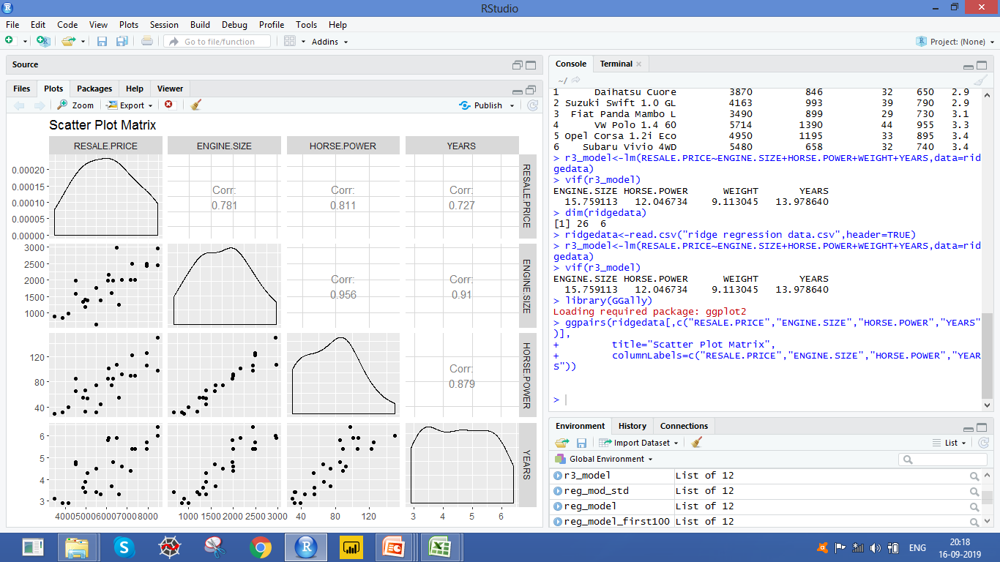 RStudio
File Edit Code View Plots Session Build Debug Profile Tools Help
Go to file/function Addins Project: (None)
Source
Files Plots Packages Help Viewer
Zoom Export Publish
Scatter Plot Matrix
RESALE.PRICE ENGINE.SIZE HORSE.POWER YEARS
0.00020
0.00015
0.00010
0.00005
0.00000
Corr:
0.781
Corr:
0.811
Corr:
0.727
RESALE.PRICE
3000
2500
2000
1500
1000
Corr:
0.956
Corr:
0.91
ENGINE.SIZE
120
80
40
Corr:
0.879
HORSE.POWER
6
5
4
3
YEARS
4000 5000 6000 7000 8000 1000 1500 2000 2500 3000 40 80 120 3 4 5 6
Console Terminal
~/
1 Daihatsu Cuore 3870 846 32 650 2.9
2 Suzuki Swift 1.0 GL 4163 993 39 790 2.9
3 Fiat Panda Mambo L 3490 899 29 730 3.1
4 VW Polo 1.4 60 5714 1390 44 955 3.3
5 Opel Corsa 1.2i Eco 4950 1195 33 895 3.4
6 Subaru Vivio 4WD 5480 658 32 740 3.4
> r3_model<-lm(RESALE.PRICE~ENGINE.SIZE+HORSE.POWER+WEIGHT+YEARS,data=rid
gedata)
> vif(r3_model)
ENGINE.SIZE HORSE.POWER WEIGHT YEARS
15.759113 12.046734 9.113045 13.978640
> dim(ridgedata)
[1] 26 6
> ridgedata<-read.csv("ridge regression data.csv",header=TRUE)
> r3_model<-lm(RESALE.PRICE~ENGINE.SIZE+HORSE.POWER+WEIGHT+YEARS,data=rid
gedata)
> vif(r3_model)
ENGINE.SIZE HORSE.POWER WEIGHT YEARS
15.759113 12.046734 9.113045 13.978640
> library(GGally)
Loading required package: ggplot2
> ggpairs(ridgedata[,c("RESALE.PRICE","ENGINE.SIZE","HORSE.POWER","YEARS"
)],
+ title="Scatter Plot Matrix",
+ columnLabels=c("RESALE.PRICE","ENGINE.SIZE","HORSE.POWER","YEAR
S"))
>
Environment History Connections
Import Dataset List
Global Environment
r3_model List of 12
reg_mod_std List of 12
reg_model List of 12
reg_model_first100 List of 12
ENG
20:18
16-09-2019